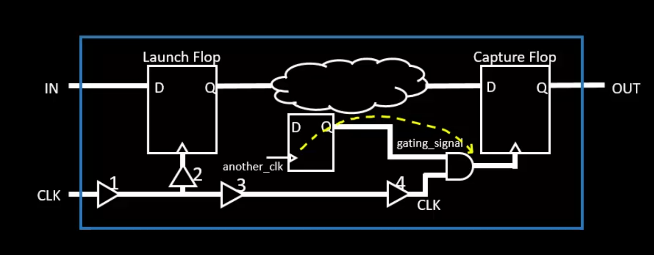 Launch Flop
Capture Flop
IN
D
Q
D
Q
OUT
D
Q
gating_signal
another_clk
1
2
3
4
CLK
CLK